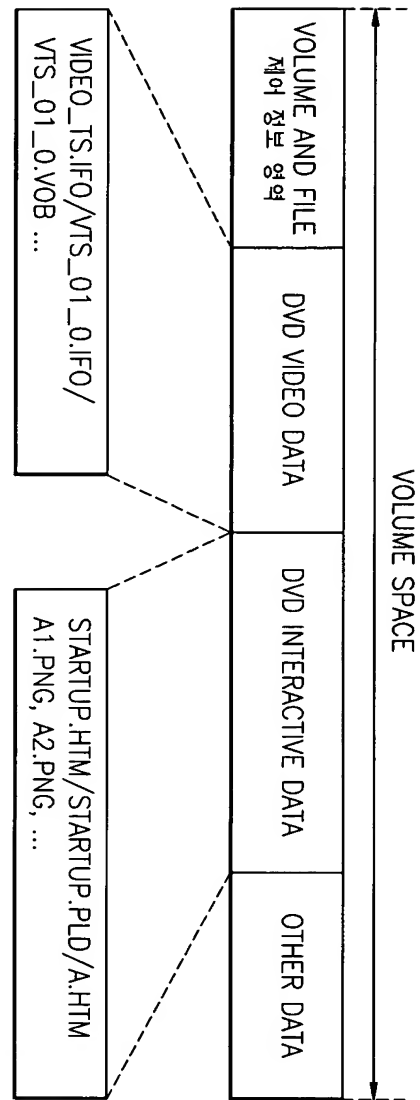 VOLUME SPACE
VOLUME AND FILE
제어 정보 영역
DVD VIDEO DATA
DVD INTERACTIVE DATA
OTHER DATA
VIDEO_TS.IFO/VTS_01_0.IFO/
VTS_01_0.VOB ...
STARTUP.HTM/STARTUP.PLD/A.HTM
A1.PNG, A2.PNG, ...